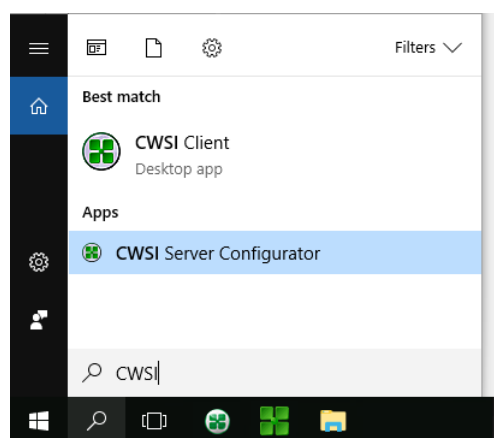 Filters
Best match
CWSI Client
Desktop app
Apps
CWSI Server Configurator
CWSI